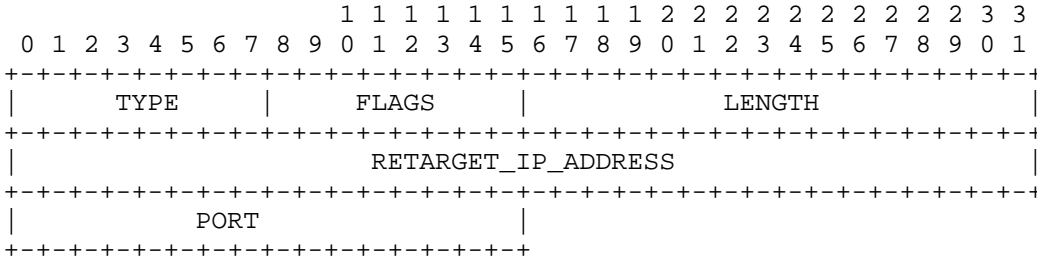 1 1 1 1 1 1 1 1 1 1 2 2 2 2 2 2 2 2 2 2 3 3
 0 1 2 3 4 5 6 7 8 9 0 1 2 3 4 5 6 7 8 9 0 1 2 3 4 5 6 7 8 9 0 1
+-+-+-+-+-+-+-+-+-+-+-+-+-+-+-+-+-+-+-+-+-+-+-+-+-+-+-+-+-+-+-+-+
|      TYPE     |     FLAGS     |            LENGTH             |
+-+-+-+-+-+-+-+-+-+-+-+-+-+-+-+-+-+-+-+-+-+-+-+-+-+-+-+-+-+-+-+-+
|                      RETARGET_IP_ADDRESS                      |
+-+-+-+-+-+-+-+-+-+-+-+-+-+-+-+-+-+-+-+-+-+-+-+-+-+-+-+-+-+-+-+-+
|           PORT                |
+-+-+-+-+-+-+-+-+-+-+-+-+-+-+-+-+